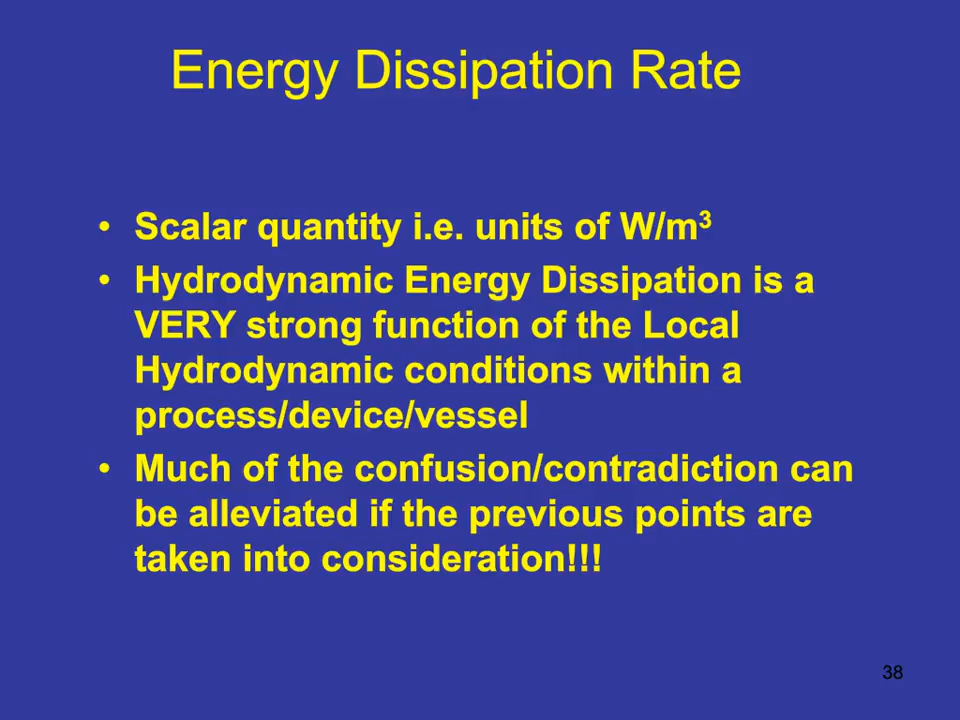 Energy Dissipation Rate
• Scalar quantity i.e. units of W/m³
• Hydrodynamic Energy Dissipation is a
VERY strong function of the Local
Hydrodynamic conditions within a
process/device/vessel
• Much of the confusion/contradiction can
be alleviated if the previous points are
taken into consideration!!!
38